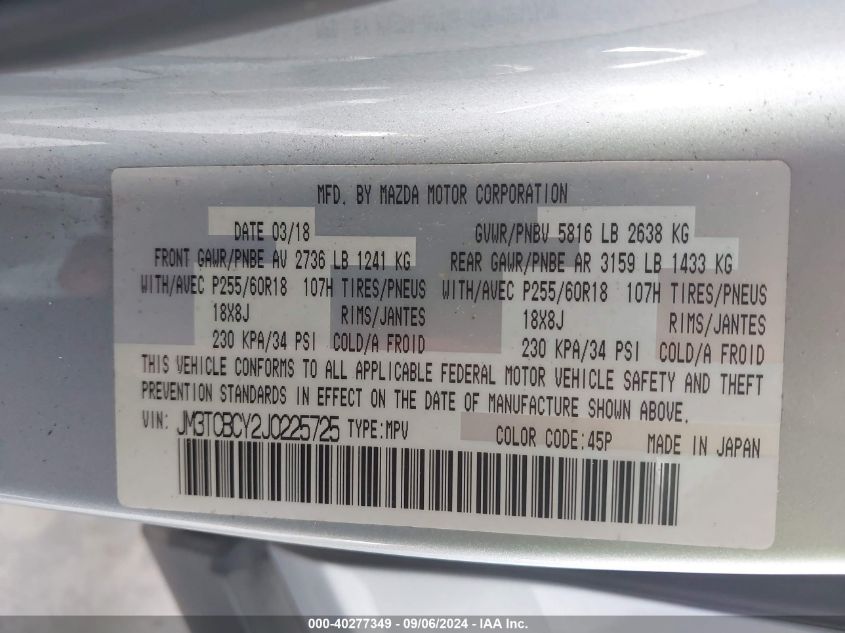 MFD. BY MAZDA MOTOR CORPORATION
DATE 03/18 GVWR/PNBV 5816 LB 2638 KG
FRONT GAWR/PNBE AV 2736 LB 1241 KG REAR GAWR/PNBE AR 3159 LB 1433 KG
WITH/AVEC P255/60R18 107H TIRES/PNEUS WITH/AVEC P255/60R18 107H TIRES/PNEUS
18X8J RIMS/JANTES 18X8J RIMS/JANTES
230 KPA/34 PSI COLD/A FROID 230 KPA/34 PSI COLD/A FROID
THIS VEHICLE CONFORMS TO ALL APPLICABLE FEDERAL MOTOR VEHICLE SAFETY AND THEFT
PREVENTION STANDARDS IN EFFECT ON THE DATE OF MANUFACTURE SHOWN ABOVE.
VIN: JM3TCBCY2J0225725 TYPE:MPV COLOR CODE:45P MADE IN JAPAN
000-40277349 - 09/06/2024 - IAA Inc.